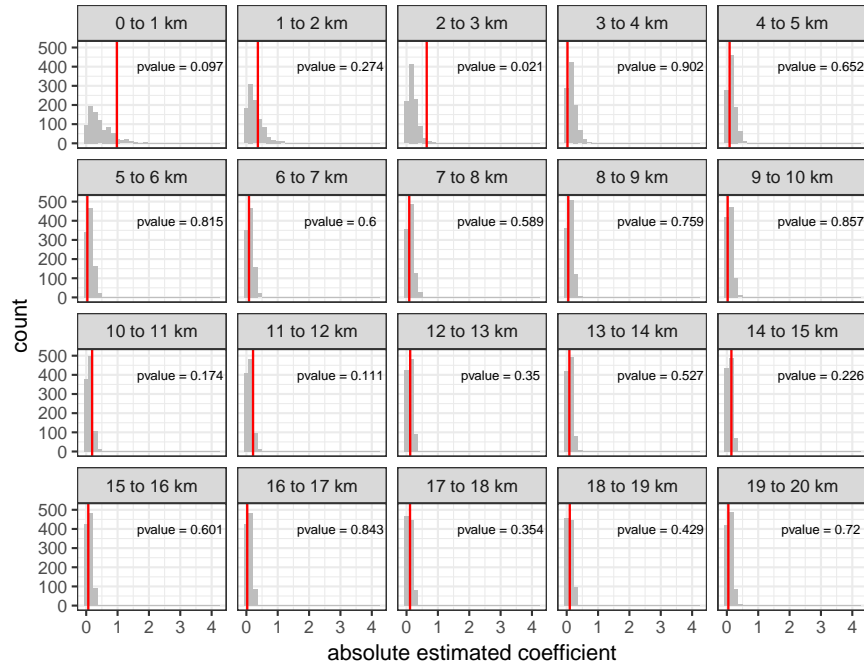 0 to 1 km 1 to 2 km 2 to 3 km 3 to 4 km 4 to 5 km
500
400
300
200
100
0
pvalue = 0.097 pvalue = 0.274 pvalue = 0.021 pvalue = 0.902 pvalue = 0.652
5 to 6 km 6 to 7 km 7 to 8 km 8 to 9 km 9 to 10 km
500
400
300
200
100
0
pvalue = 0.815 pvalue = 0.6 pvalue = 0.589 pvalue = 0.759 pvalue = 0.857
count
10 to 11 km 11 to 12 km 12 to 13 km 13 to 14 km 14 to 15 km
500
400
300
200
100
0
pvalue = 0.174 pvalue = 0.111 pvalue = 0.35 pvalue = 0.527 pvalue = 0.226
15 to 16 km 16 to 17 km 17 to 18 km 18 to 19 km 19 to 20 km
500
400
300
200
100
0
pvalue = 0.601 pvalue = 0.843 pvalue = 0.354 pvalue = 0.429 pvalue = 0.72
0 1 2 3 4 0 1 2 3 4 0 1 2 3 4 0 1 2 3 4 0 1 2 3 4
absolute estimated coefficient